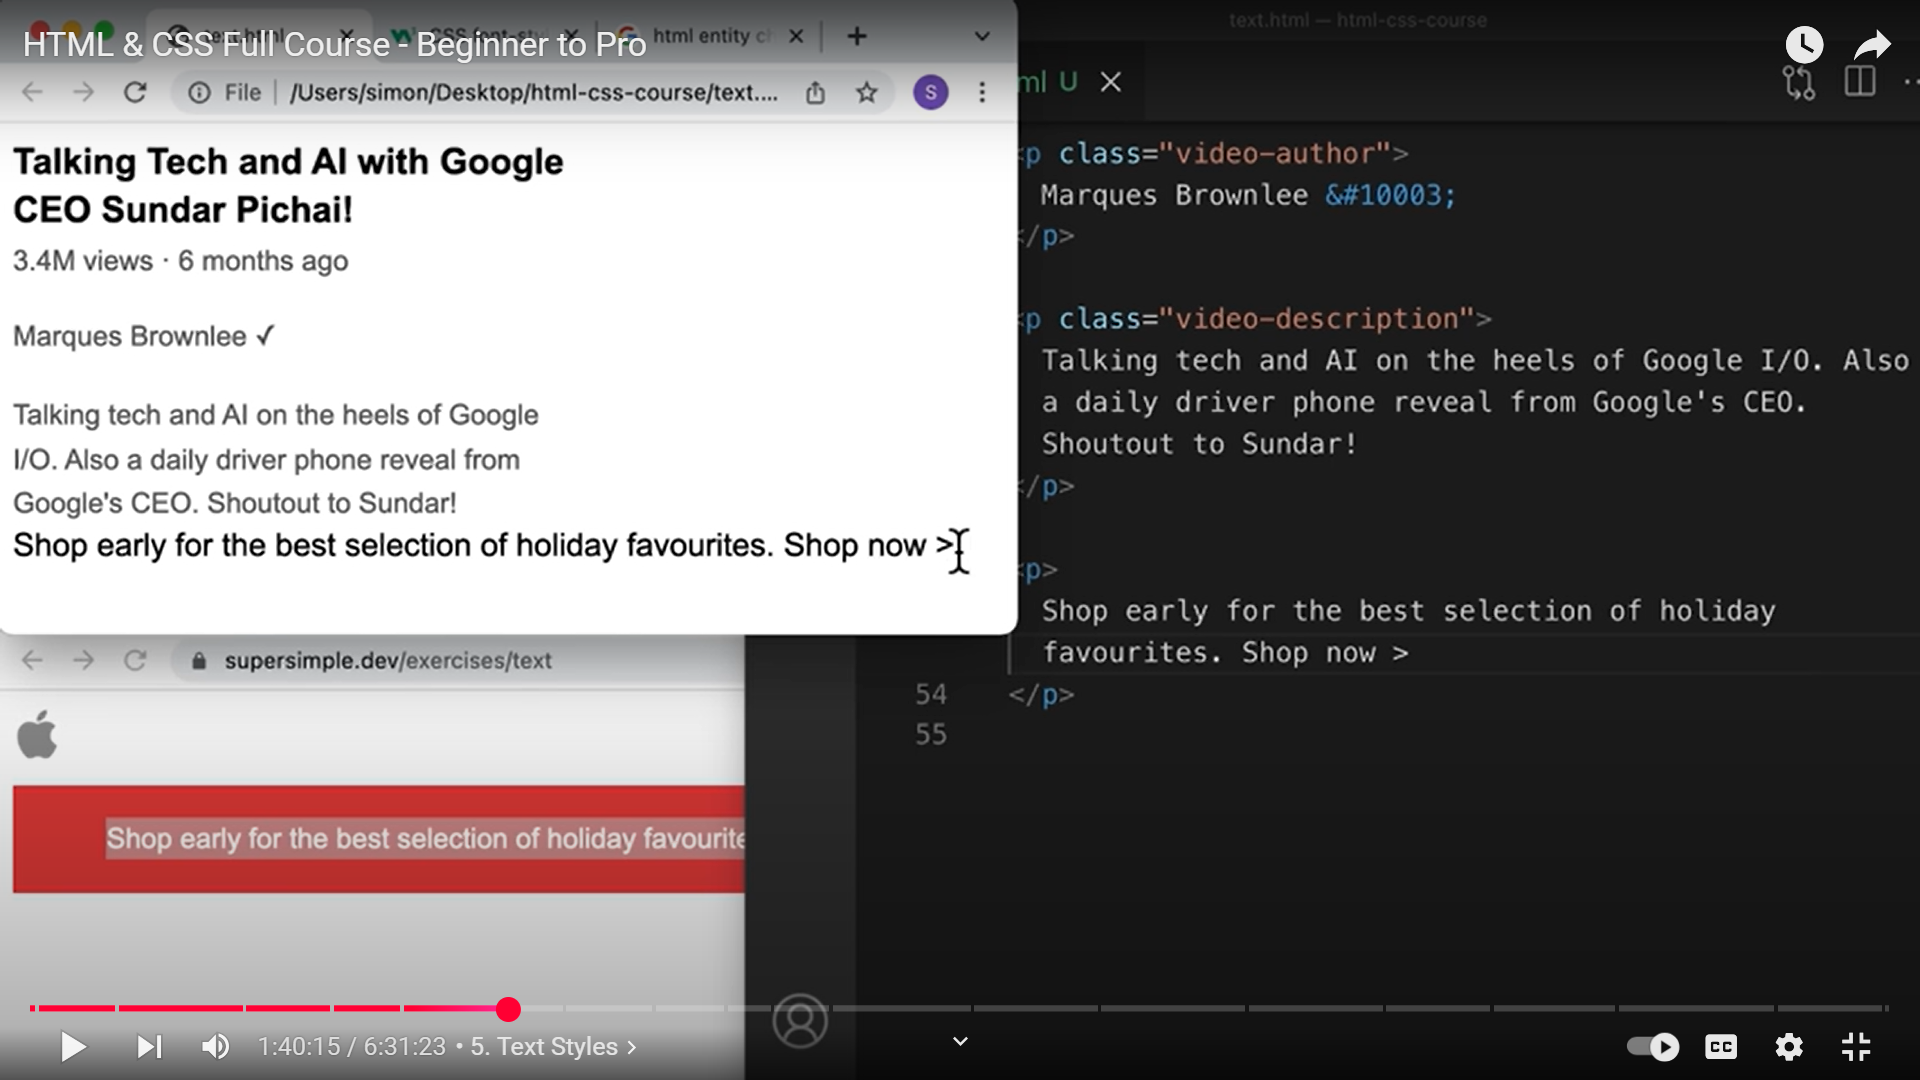 text.html — html-css-course
HTML & CSS Full Course - Beginner to Pro
html entity c
File
/Users/simon/Desktop/html-css-course/text....
S
ml U
Talking Tech and AI with Google
CEO Sundar Pichai!
3.4M views · 6 months ago
Marques Brownlee ✓
Talking tech and AI on the heels of Google
I/O. Also a daily driver phone reveal from
Google's CEO. Shoutout to Sundar!
Shop early for the best selection of holiday favourites. Shop now >
p class="video-author">
Marques Brownlee &#10003;
</p>
p class="video-description">
Talking tech and AI on the heels of Google I/O. Also
a daily driver phone reveal from Google's CEO.
Shoutout to Sundar!
</p>
p>
Shop early for the best selection of holiday
favourites. Shop now >
54 </p>
55
supersimple.dev/exercises/text
Shop early for the best selection of holiday favourite
1:40:15 / 6:31:23 • 5. Text Styles >
CC